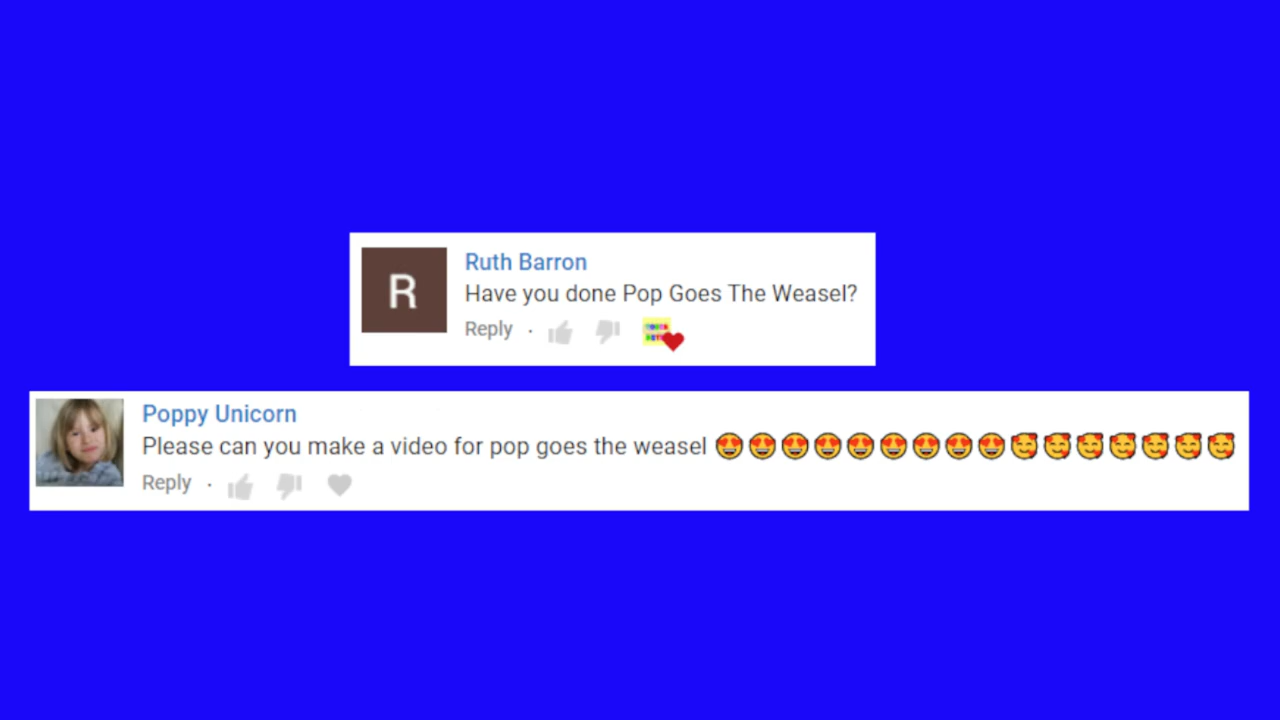 R
Ruth Barron
Have you done Pop Goes The Weasel?
Reply ·
Poppy Unicorn
Please can you make a video for pop goes the weasel 😍😍😍😍😍😍😍😍😍🥰🥰🥰🥰🥰🥰🥰
Reply ·